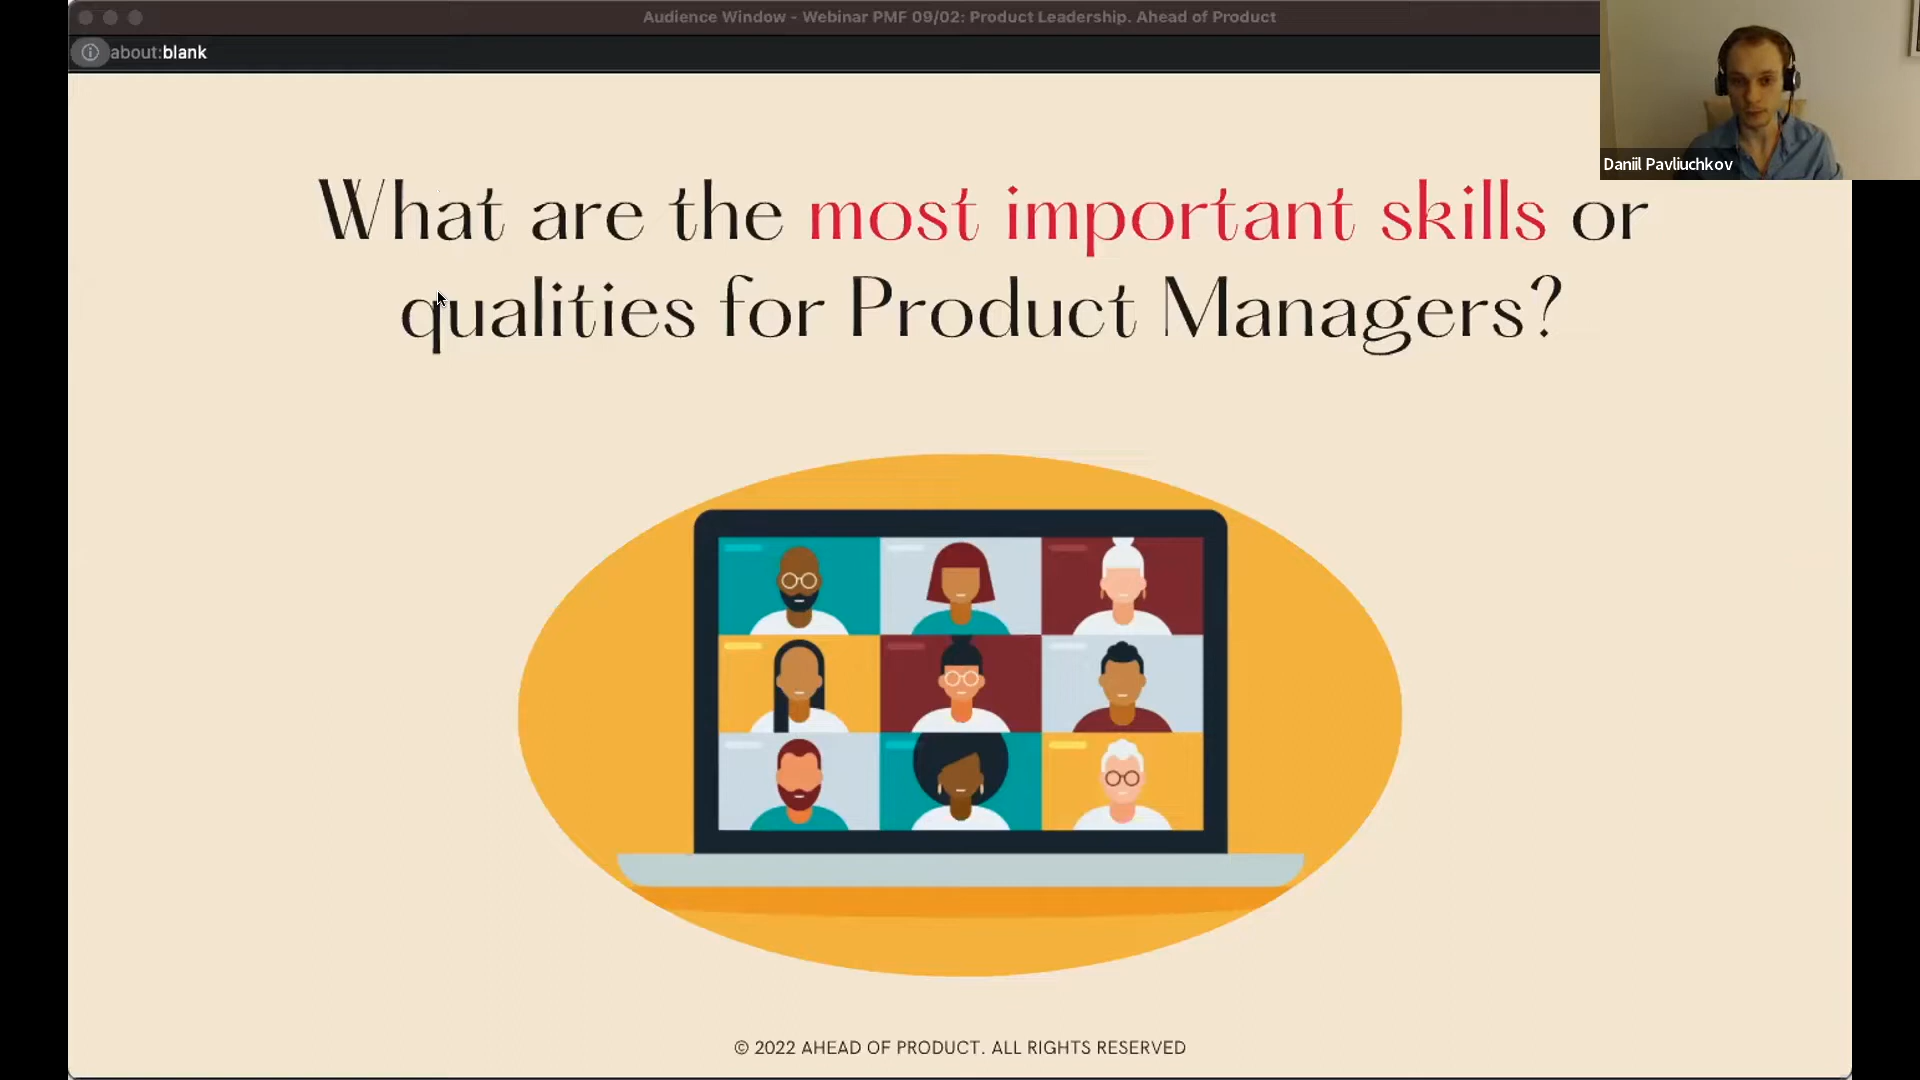 Audience Window - Webinar PMF 09/02: Product Leadership. Ahead of Product
about:blank
Daniil Pavliuchkov
What are the most important skills or
qualities for Product Managers?
© 2022 AHEAD OF PRODUCT. ALL RIGHTS RESERVED